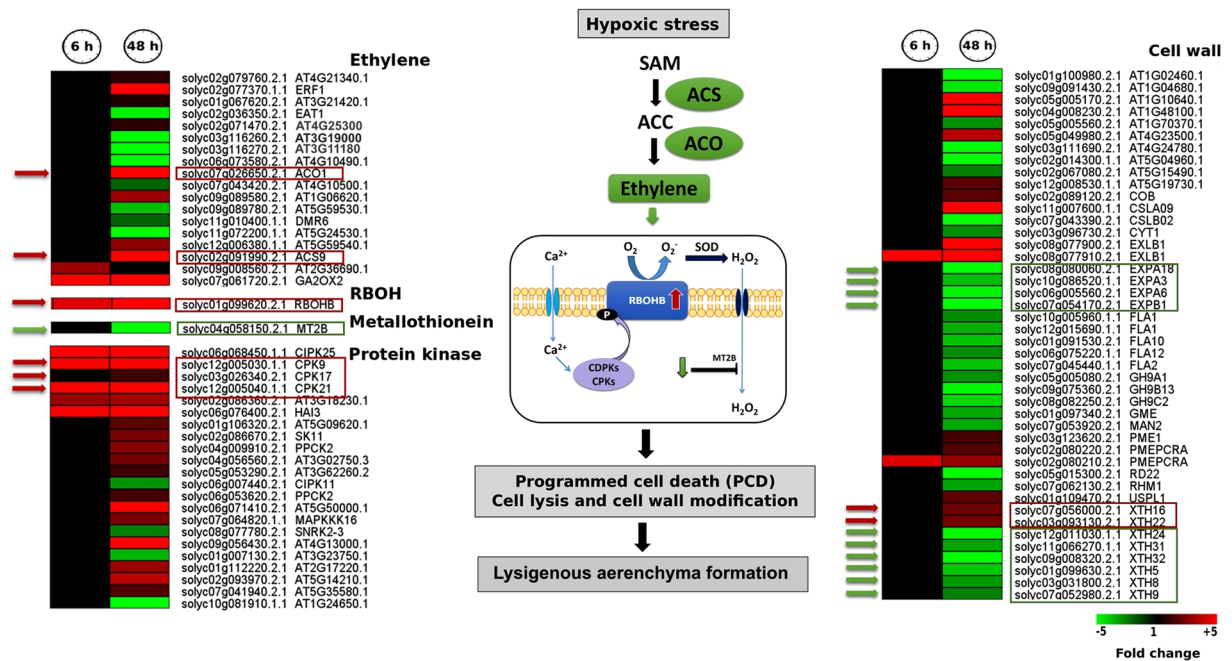 6 h
48 h
Ethylene
solyc02g079760.2.1 AT4G21340.1
solyc02g077370.1.1 ERF1
solyc01g067620.2.1 AT3G21420.1
solyc02g036350.2.1 EAT1
solyc02g071470.2.1 AT4G25300
solyc03g116260.2.1 AT3G19000
solyc03g116270.2.1 AT3G11180
solyc06g073580.2.1 AT4G10490.1
solyc07g026650.2.1 ACO1
solyc07g043420.2.1 AT4G10500.1
solyc09g089580.2.1 AT1G06620.1
solyc09g089780.2.1 AT5G59530.1
solyc11g010400.1.1 DMR6
solyc11g072200.1.1 AT5G24530.1
solyc12g006380.1.1 AT5G59540.1
solyc02g091990.2.1 ACS9
solyc09g008560.2.1 AT2G36690.1
solyc07g061720.2.1 GA2OX2
RBOH
solyc01g099620.2.1 RBOHB
Metallothionein
solyc04g058150.2.1 MT2B
Protein kinase
solyc06g068450.1.1 CIPK25
solyc12g005030.1.1 CPK9
solyc03g026340.2.1 CPK17
solyc12g005040.1.1 CPK21
solyc02g086360.2.1 AT3G18230.1
solyc06g076400.2.1 HAI3
solyc01g106320.2.1 AT5G09620.1
solyc02g086670.2.1 SK11
solyc04g009910.2.1 PPCK2
solyc04g056560.2.1 AT3G02750.3
solyc05g053290.2.1 AT3G62260.2
solyc06g007440.2.1 CIPK11
solyc06g053620.2.1 PPCK2
solyc06g071410.2.1 AT5G50000.1
solyc07g064820.1.1 MAPKKK16
solyc08g077780.2.1 SNRK2-3
solyc09g056430.2.1 AT4G13000.1
solyc01g007130.2.1 AT3G23750.1
solyc01g112220.2.1 AT2G17220.1
solyc02g093970.2.1 AT5G14210.1
solyc07g041940.2.1 AT5G35580.1
solyc10g081910.1.1 AT1G24650.1
Hypoxic stress
SAM
ACS
ACC
ACO
Ethylene
Ca2+
O2
O2-
SOD
H2O2
RBOHB
P
Ca2+
CDPKs
CPKs
MT2B
H2O2
Programmed cell death (PCD)
Cell lysis and cell wall modification
Lysigenous aerenchyma formation
6 h
48 h
Cell wall
solyc01g100980.2.1 AT1G02460.1
solyc09g091430.2.1 AT1G04680.1
solyc05g005170.2.1 AT1G10640.1
solyc04g008230.2.1 AT1G48100.1
solyc05g005560.2.1 AT1G70370.1
solyc05g049980.2.1 AT4G23500.1
solyc03g111690.2.1 AT4G24780.1
solyc02g014300.1.1 AT5G04960.1
solyc02g067080.2.1 AT5G15490.1
solyc12g008530.1.1 AT5G19730.1
solyc02g089120.2.1 COB
solyc11g007600.1.1 CSLA09
solyc07g043390.2.1 CSLB02
solyc03g096730.2.1 CYT1
solyc08g077900.2.1 EXLB1
solyc08g077910.2.1 EXLB1
solyc08g080060.2.1 EXPA18
solyc10g086520.1.1 EXPA3
solyc06g005560.2.1 EXPA6
solyc07g054170.2.1 EXPB1
solyc10g005960.1.1 FLA1
solyc12g015690.1.1 FLA1
solyc01g091530.2.1 FLA10
solyc06g075220.1.1 FLA12
solyc07g045440.1.1 FLA2
solyc05g005080.2.1 GH9A1
solyc09g075360.2.1 GH9B13
solyc08g082250.2.1 GH9C2
solyc01g097340.2.1 GME
solyc07g053920.2.1 MAN2
solyc03g123620.2.1 PME1
solyc02g080220.2.1 PMEPCRA
solyc02g080210.2.1 PMEPCRA
solyc05g015300.2.1 RD22
solyc07g062130.2.1 RHM1
solyc01g109470.2.1 USPL1
solyc07g056000.2.1 XTH16
solyc03g093130.2.1 XTH22
solyc12g011030.1.1 XTH24
solyc11g066270.1.1 XTH31
solyc09g008320.2.1 XTH32
solyc01g099630.2.1 XTH5
solyc03g031800.2.1 XTH8
solyc07g052980.2.1 XTH9
-5
1
+5
Fold change